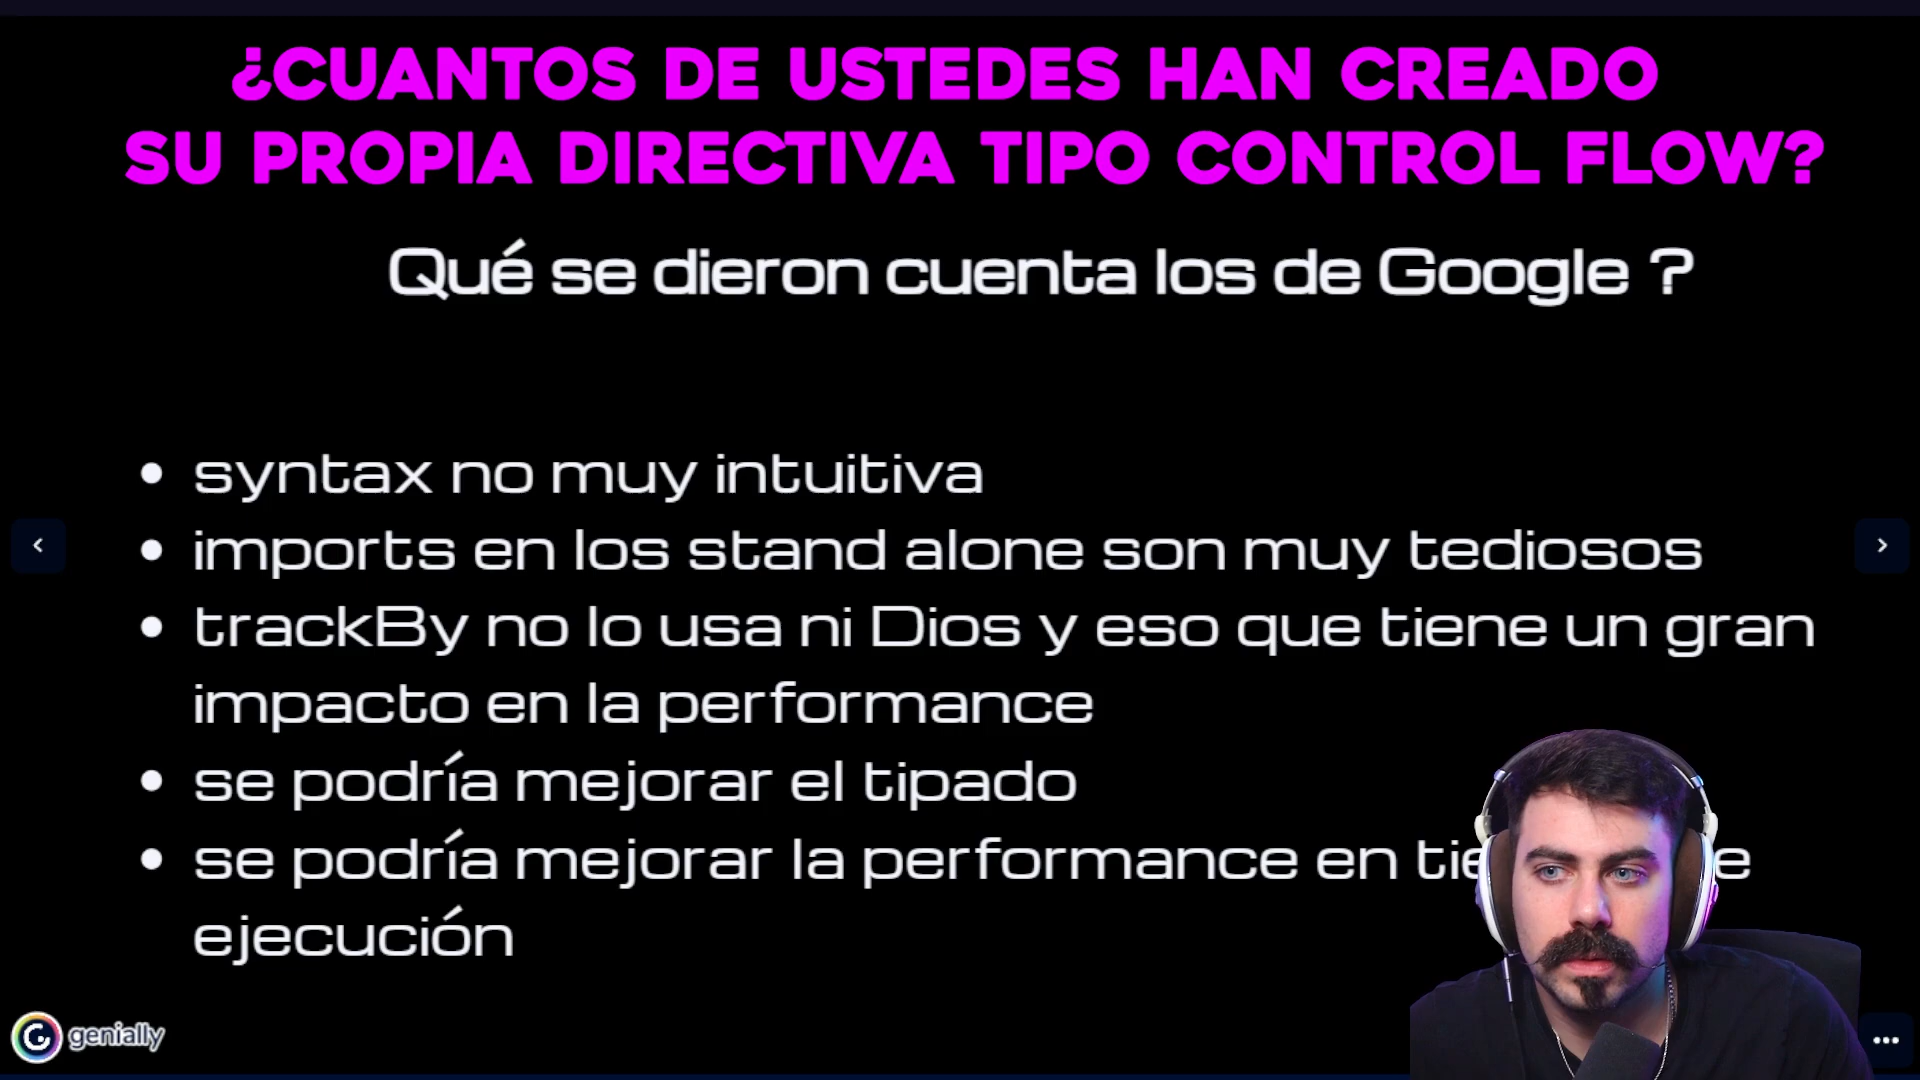 ¿CUANTOS DE USTEDES HAN CREADO
SU PROPIA DIRECTIVA TIPO CONTROL FLOW?
Qué se dieron cuenta los de Google ?
• syntax no muy intuitiva
• imports en los stand alone son muy tediosos
• trackBy no lo usa ni Dios y eso que tiene un gran
impacto en la performance
• se podría mejorar el tipado
• se podría mejorar la performance en
ejecución
genially